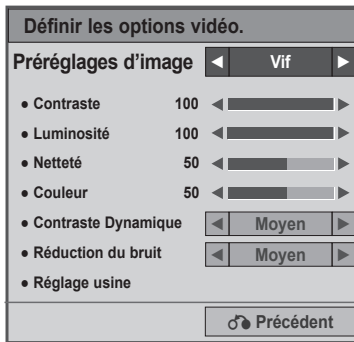 Définir les options vidéo.
Préréglages d'image ◀ Vif ▶
● Contraste 100
● Luminosité 100
● Netteté 50
● Couleur 50
● Contraste Dynamique ◀ Moyen ▶
● Réduction du bruit ◀ Moyen ▶
● Réglage usine
Précédent